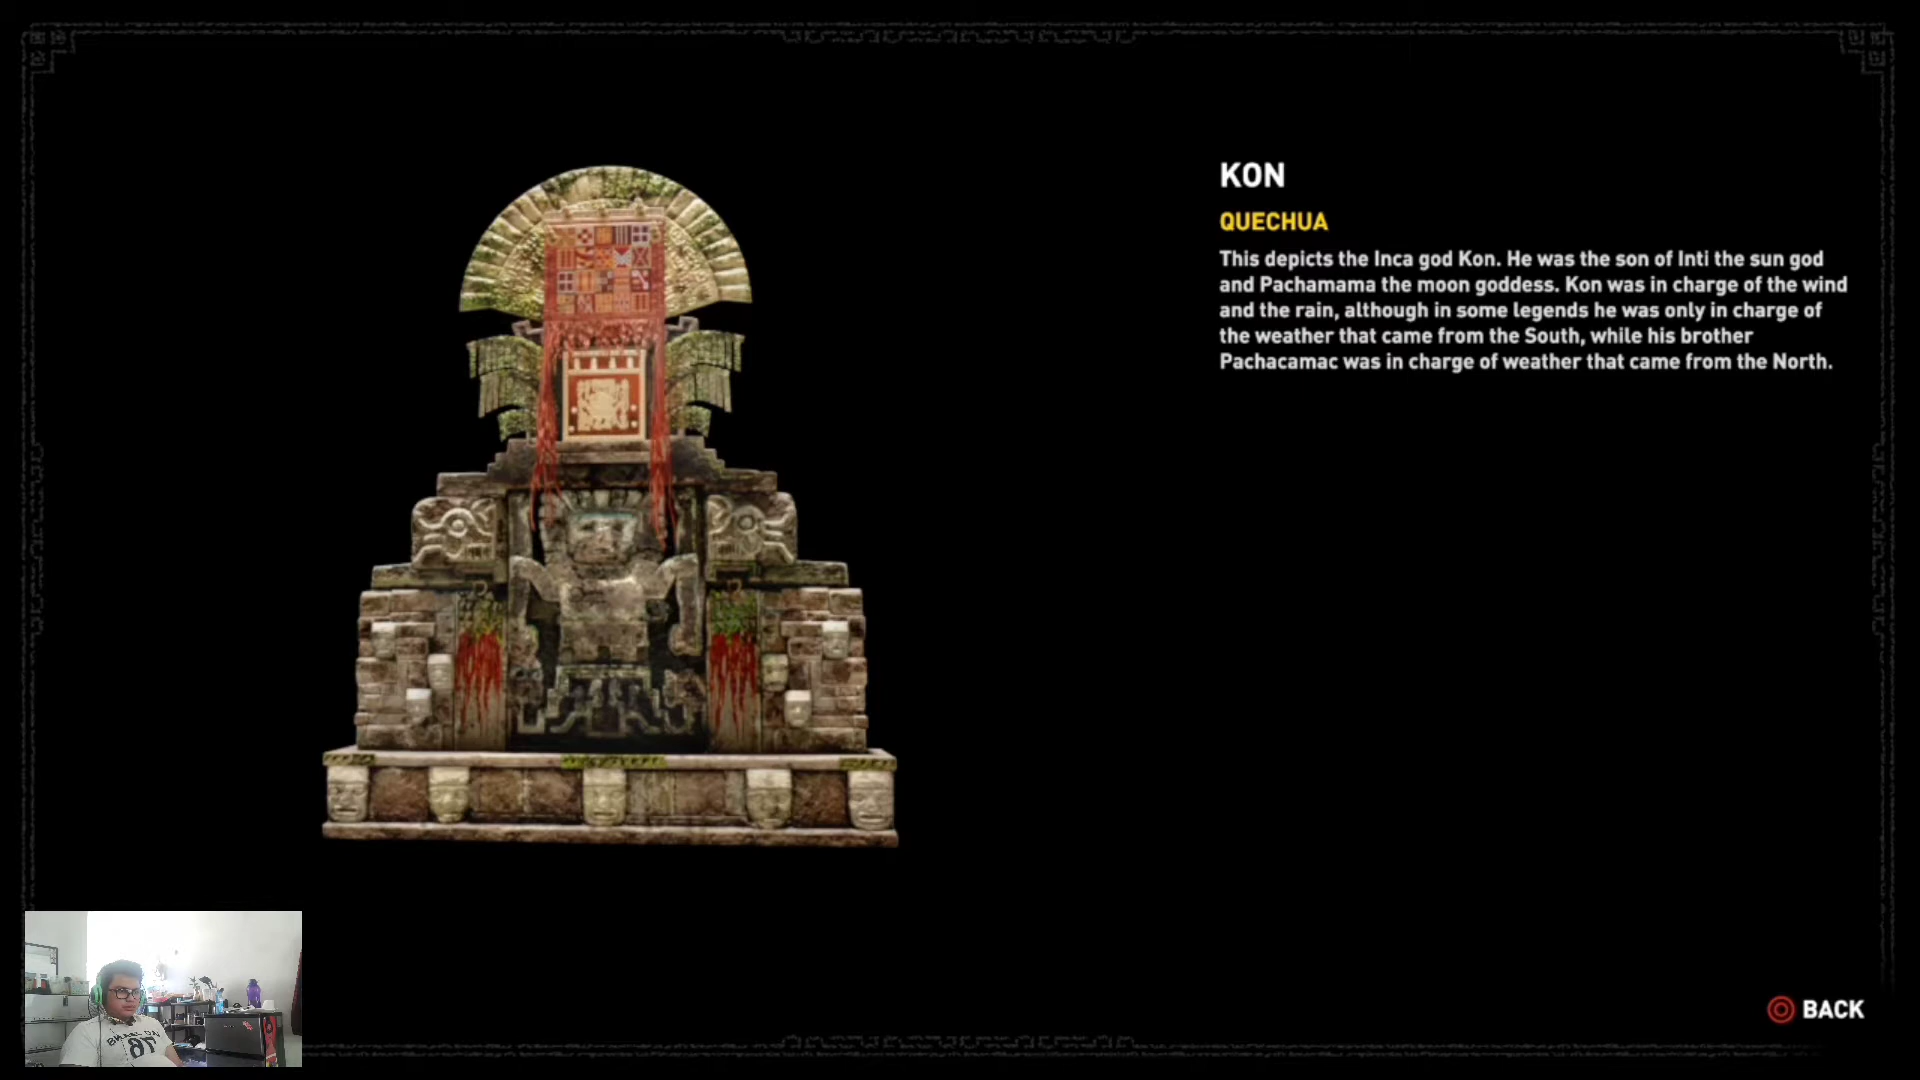 KON
QUECHUA
This depicts the Inca god Kon. He was the son of Inti the sun god
and Pachamama the moon goddess. Kon was in charge of the wind
and the rain, although in some legends he was only in charge of
the weather that came from the South, while his brother
Pachacamac was in charge of weather that came from the North.
BACK